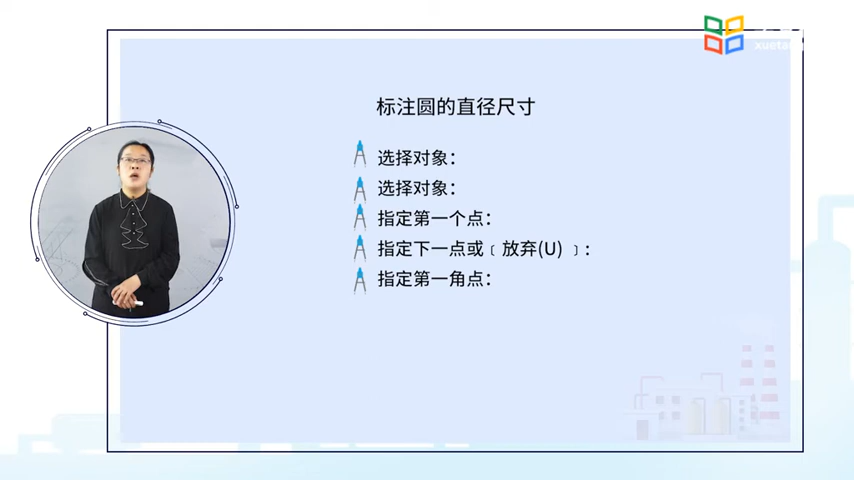 标注圆的直径尺寸
选择对象：
选择对象：
指定第一个点：
指定下一点或﹝放弃(U) ﹞：
指定第一角点：